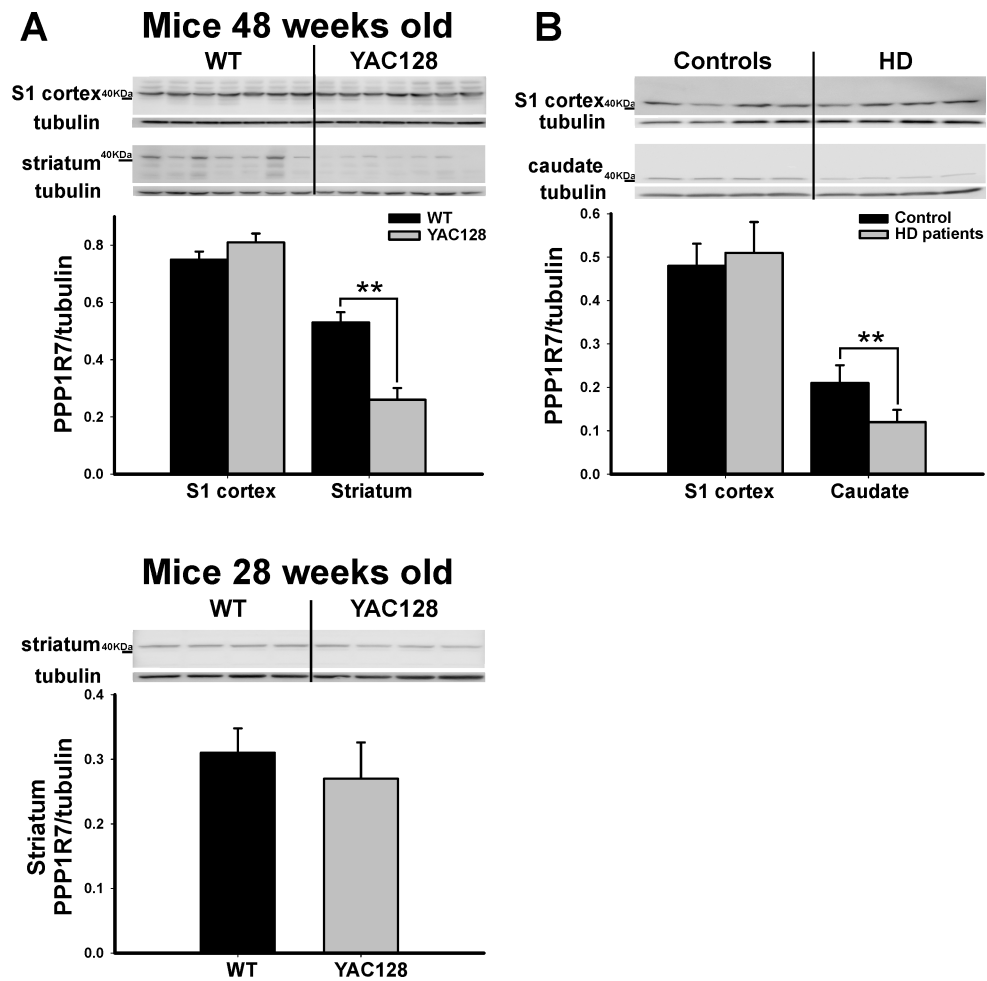 A
Mice 48 weeks old
WT YAC128
S1 cortex 40KDa
tubulin
striatum 40KDa
tubulin
WT
YAC128
PPP1R7/tubulin
0.8
0.6
0.4
0.2
0.0
**
S1 cortex Striatum
B
Controls HD
S1 cortex 40KDa
tubulin
caudate 40KDa
tubulin
Control
HD patients
PPP1R7/tubulin
0.6
0.5
0.4
0.3
0.2
0.1
0.0
**
S1 cortex Caudate
Mice 28 weeks old
WT YAC128
striatum 40KDa
tubulin
Striatum
PPP1R7/tubulin
0.4
0.3
0.2
0.1
0.0
WT YAC128